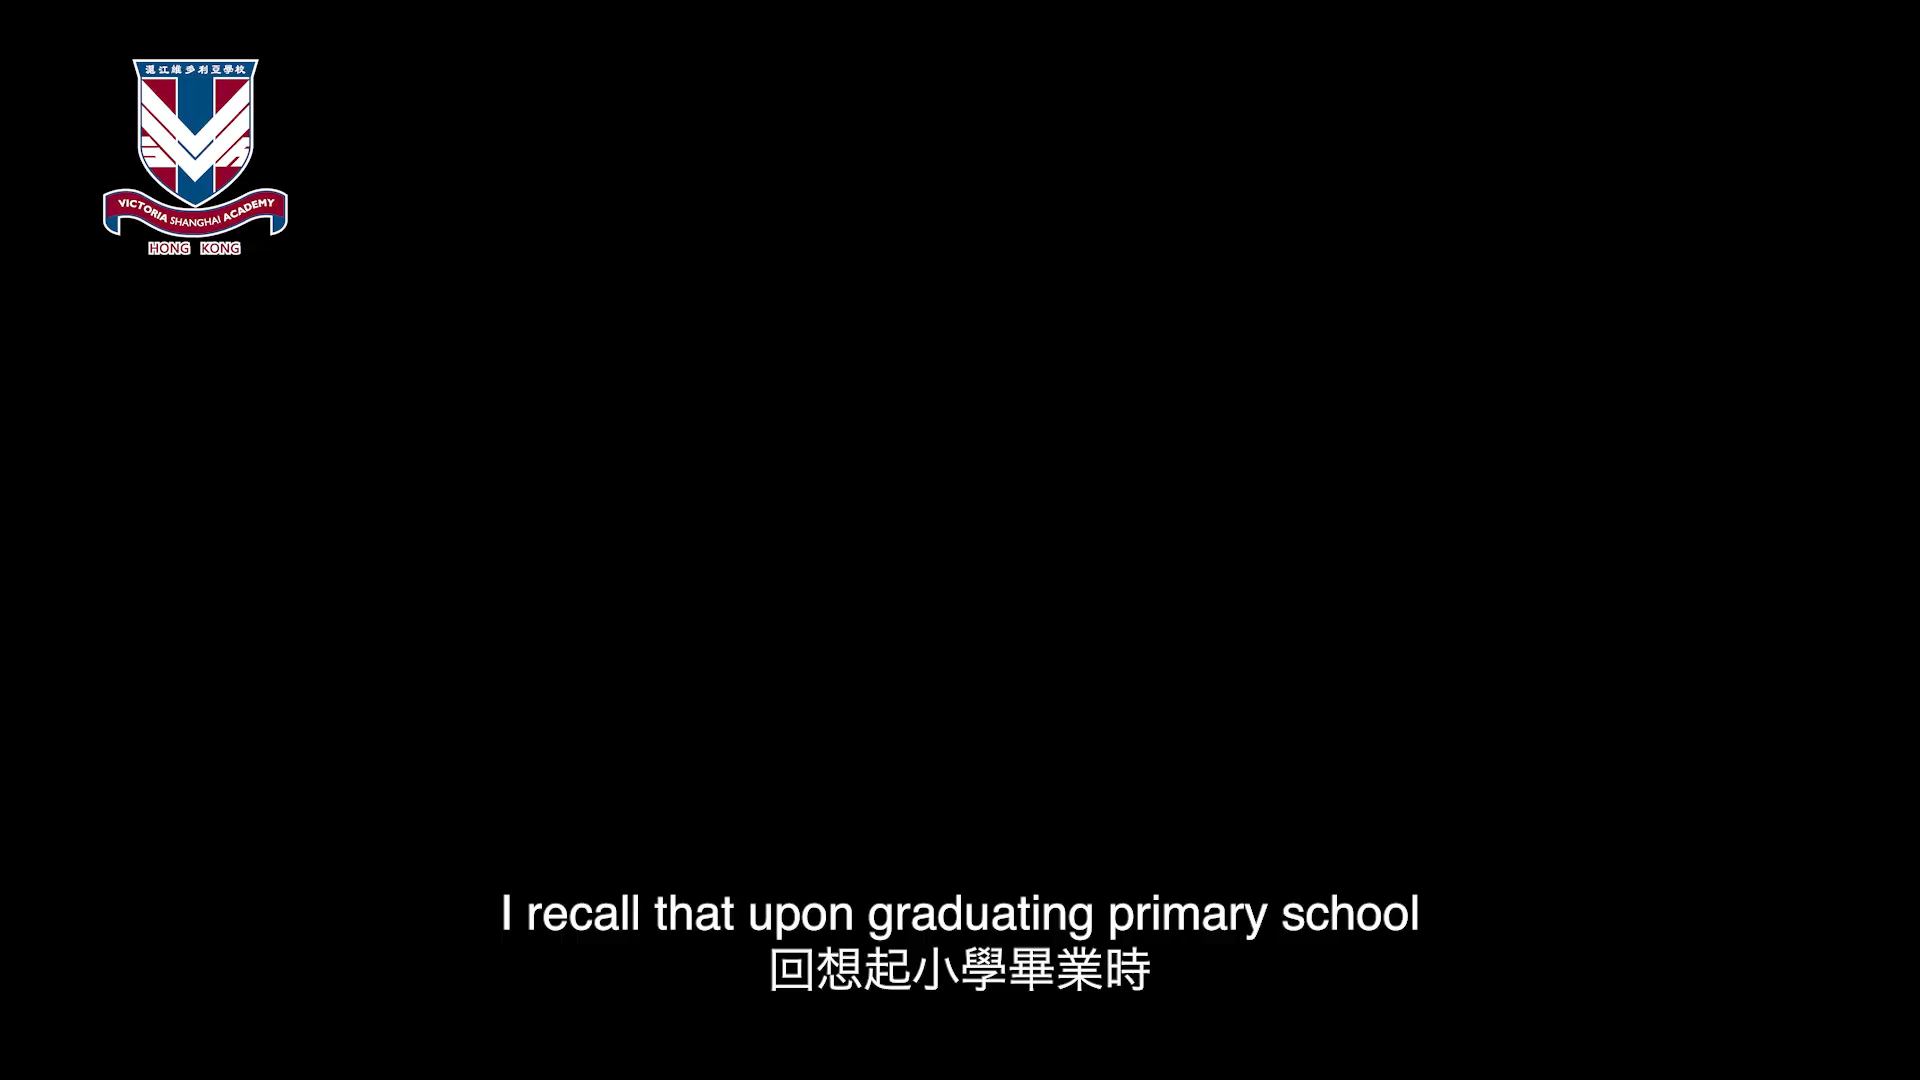 滬江維多利亞學校
VICTORIA SHANGHAI ACADEMY
HONG KONG
I recall that upon graduating primary school
回想起小學畢業時